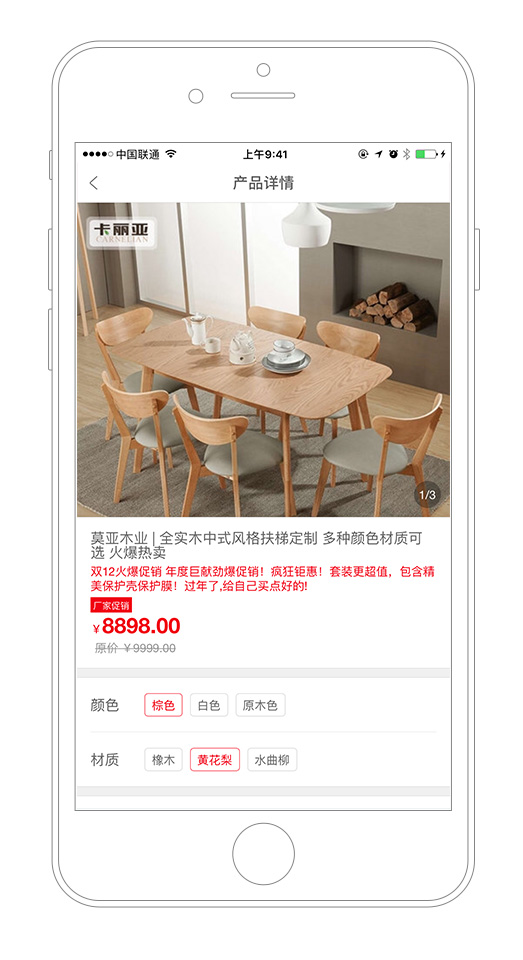 中国联通
上午9:41
产品详情
卡丽亚
CARNELIAN
1/3
莫亚木业 | 全实木中式风格扶梯定制 多种颜色材质可
选 火爆热卖
双12火爆促销 年度巨献劲爆促销！疯狂钜惠！套装更超值，包含精
美保护壳保护膜！过年了,给自己买点好的!
厂家促销
¥8898.00
原价 ¥9999.00
颜色 棕色 白色 原木色
材质 橡木 黄花梨 水曲柳